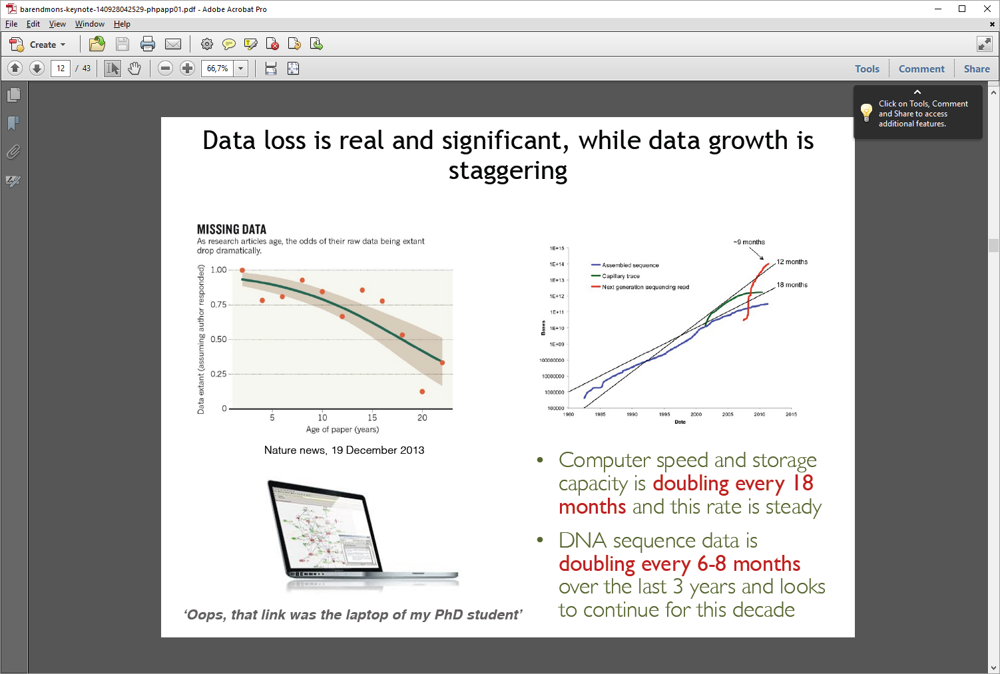 barendmons-keynote-140928042529-phpapp01.pdf - Adobe Acrobat Pro
File Edit View Window Help
Create
12 / 43 66,7% Tools Comment Share
Click on Tools, Comment
and Share to access
additional features.
Data loss is real and significant, while data growth is
staggering
MISSING DATA
As research articles age, the odds of their raw data being extant
drop dramatically.
Data extant (assuming author responded)
1.00
0.75
0.50
0.25
0
5 10 15 20
Age of paper (years)
Nature news, 19 December 2013
‘Oops, that link was the laptop of my PhD student’
~9 months
12 months
18 months
Assembled sequence
Capillary trace
Next generation sequencing read
Bases
1E+15
1E+14
1E+13
1E+12
1E+11
1E+10
1E+09
100000000
10000000
1000000
100000
1980 1985 1990 1995 2000 2005 2010 2015
Date
• Computer speed and storage
capacity is doubling every 18
months and this rate is steady
• DNA sequence data is
doubling every 6-8 months
over the last 3 years and looks
to continue for this decade